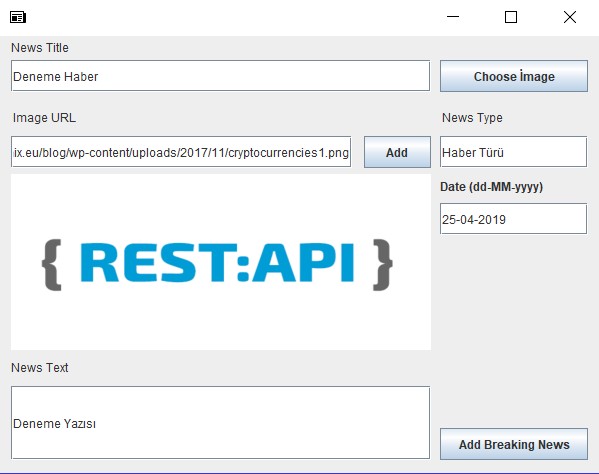 News Title
Deneme Haber
Choose İmage
Image URL
News Type
ix.eu/blog/wp-content/uploads/2017/11/cryptocurrencies1.png
Add
Haber Türü
Date (dd-MM-yyyy)
25-04-2019
{ REST:API }
News Text
Deneme Yazısı
Add Breaking News